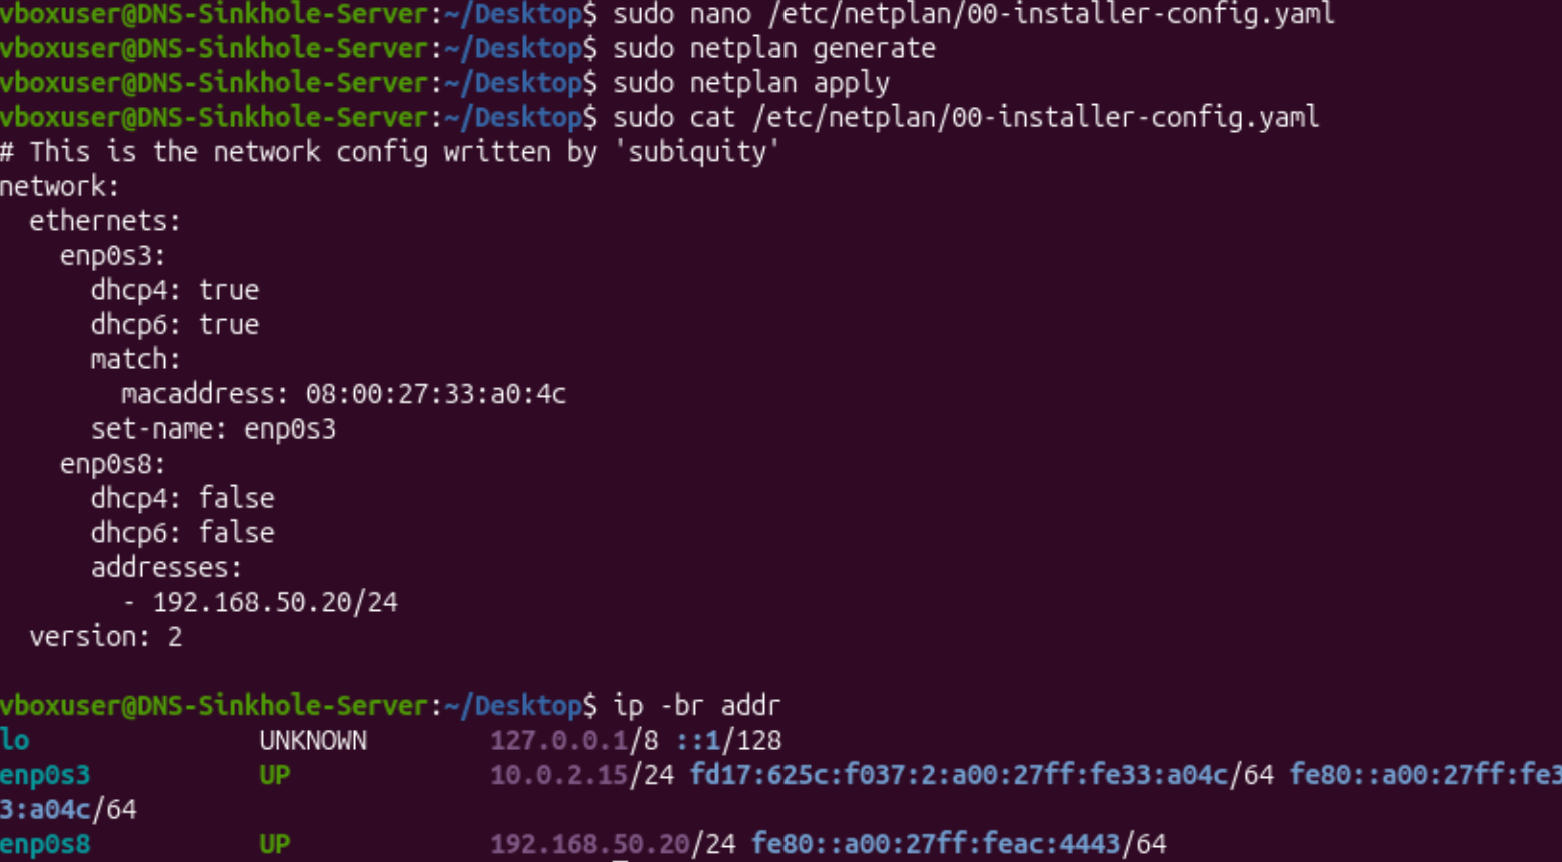 vboxuser@DNS-Sinkhole-Server:~/Desktop$ sudo nano /etc/netplan/00-installer-config.yaml
vboxuser@DNS-Sinkhole-Server:~/Desktop$ sudo netplan generate
vboxuser@DNS-Sinkhole-Server:~/Desktop$ sudo netplan apply
vboxuser@DNS-Sinkhole-Server:~/Desktop$ sudo cat /etc/netplan/00-installer-config.yaml
# This is the network config written by 'subiquity'
network:
  ethernets:
    enp0s3:
      dhcp4: true
      dhcp6: true
      match:
        macaddress: 08:00:27:33:a0:4c
      set-name: enp0s3
    enp0s8:
      dhcp4: false
      dhcp6: false
      addresses:
        - 192.168.50.20/24
  version: 2
vboxuser@DNS-Sinkhole-Server:~/Desktop$ ip -br addr
lo               UNKNOWN        127.0.0.1/8 ::1/128
enp0s3           UP             10.0.2.15/24 fd17:625c:f037:2:a00:27ff:fe33:a04c/64 fe80::a00:27ff:fe3
3:a04c/64
enp0s8           UP             192.168.50.20/24 fe80::a00:27ff:feac:4443/64